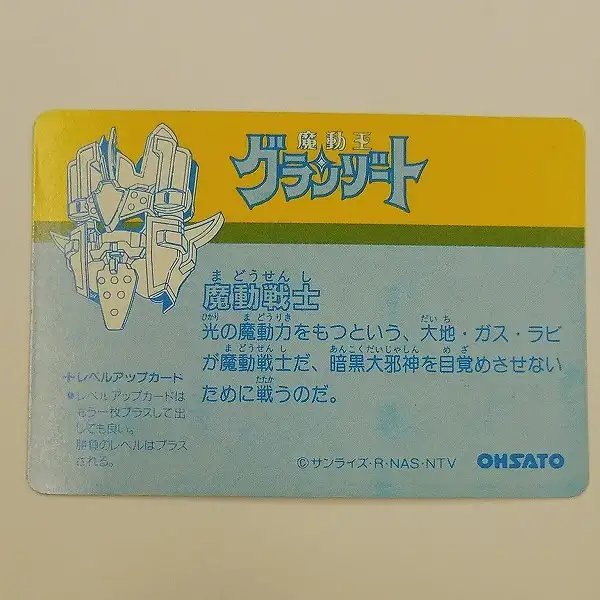 魔動王
グランゾート
まどうせんし
魔動戦士
ひかり まどうりき だいち
光の魔動力をもつという、大地・ガス・ラビ
まどうせんし あんこくだいじゃしん めざ
が魔動戦士だ、暗黒大邪神を目覚めさせない
たたか
ために戦うのだ。
+レベルアップカード
●レベルアップカードは
もう一枚プラスして出
しても良い。
勝負のレベルはプラス
される。
©サンライズ・R・NAS・NTV OHSATO